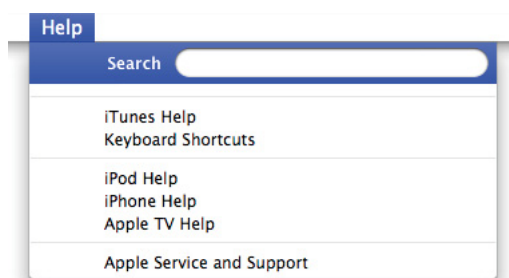 Help
Search
iTunes Help
Keyboard Shortcuts
iPod Help
iPhone Help
Apple TV Help
Apple Service and Support